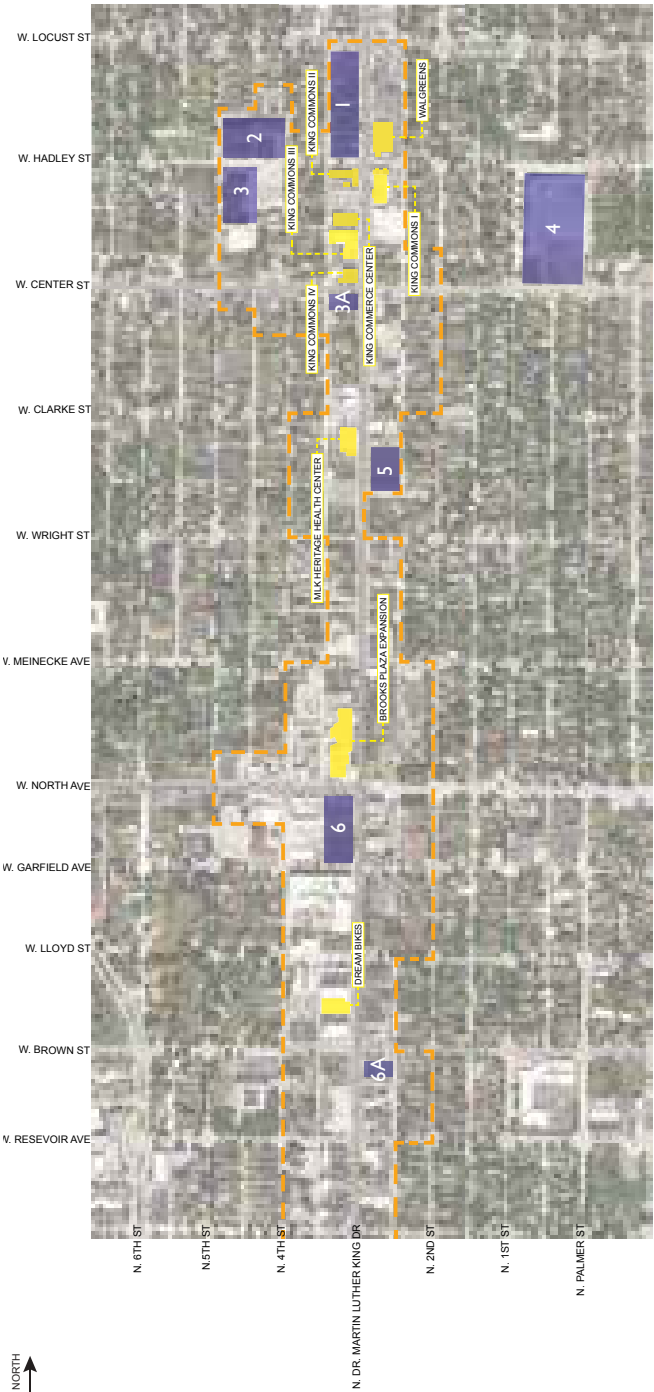 W. LOCUST ST
W. HADLEY ST
W. CENTER ST
W. CLARKE ST
W. WRIGHT ST
W. MEINECKE AVE
W. NORTH AVE
W. GARFIELD AVE
W. LLOYD ST
W. BROWN ST
W. RESEVOIR AVE
1
2
3
4
3A
5
6
6A
KING COMMONS II
WALGREENS
KING COMMONS III
KING COMMONS I
KING COMMERCE CENTER
KING COMMONS IV
MLK HERITAGE HEALTH CENTER
BROOKS PLAZA EXPANSION
DREAM BIKES
N. 6TH ST
N.5TH ST
N. 4TH ST
N. DR. MARTIN LUTHER KING DR
N. 2ND ST
N. 1ST ST
N. PALMER ST
NORTH